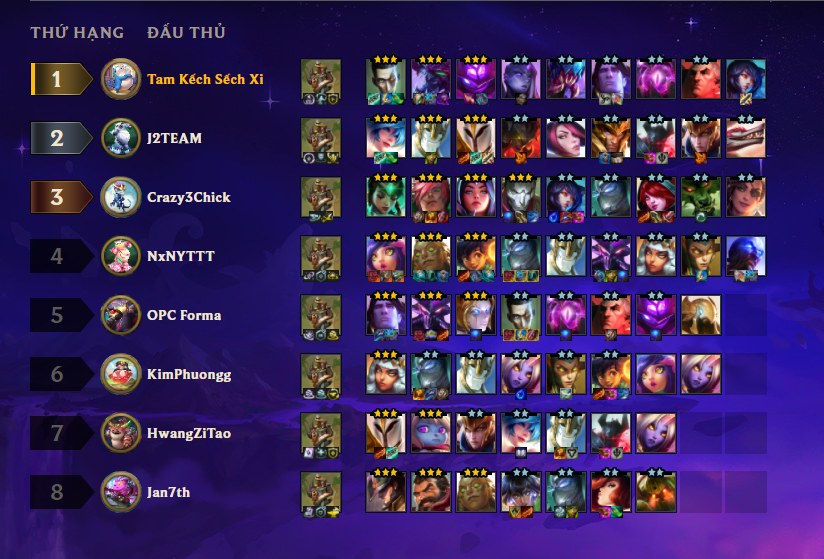 THỨ HẠNG ĐẤU THỦ
1 Tam Kếch Sếch Xi
2 J2TEAM
3 Crazy3Chick
4 NxNYTTT
5 OPC Forma
6 KimPhuongg
7 HwangZiTao
8 Jan7th